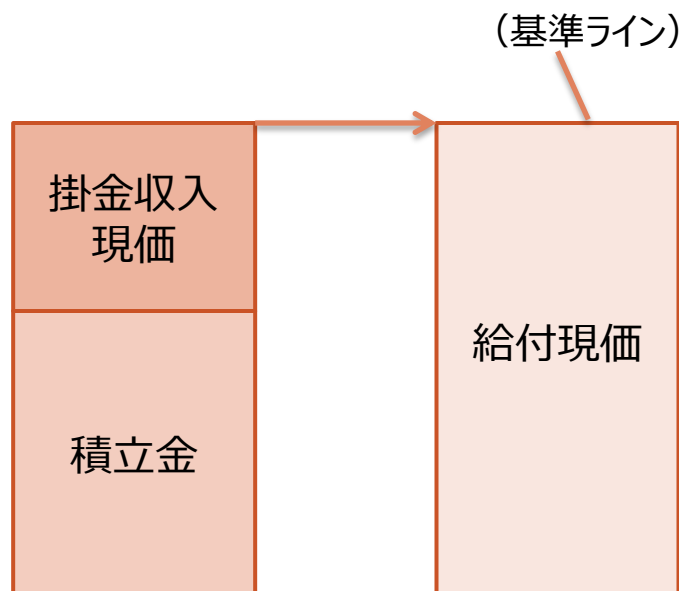 （基準ライン）
掛金収入
現価
給付現価
積立金